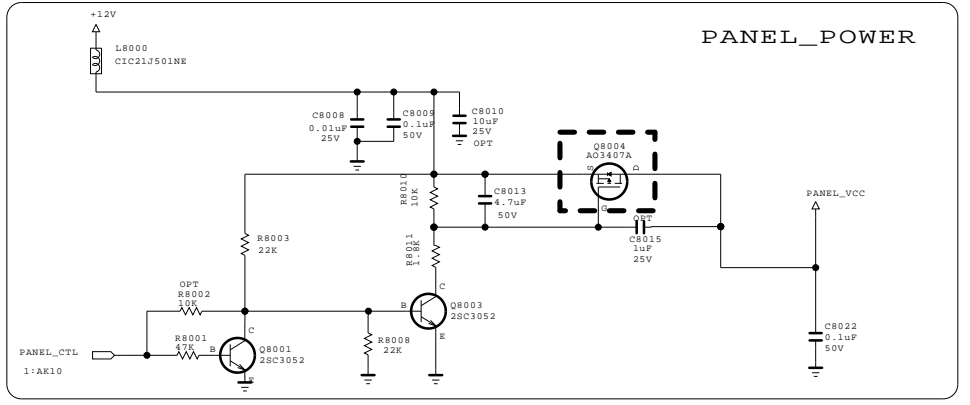 +12V
PANEL_POWER
L8000
CIC21J501NE
C8008
0.01uF
25V
C8009
0.1uF
50V
C8010
10uF
25V
OPT
Q8004
AO3407A
S
D
G
R8010
10K
C8013
4.7uF
50V
PANEL_VCC
OPT
C8015
1uF
25V
R8003
22K
R8011
1.8K
OPT
R8002
10K
C
B
Q8003
2SC3052
E
R8001
47K
C
B
Q8001
2SC3052
E
R8008
22K
C8022
0.1uF
50V
PANEL_CTL
1:AK10